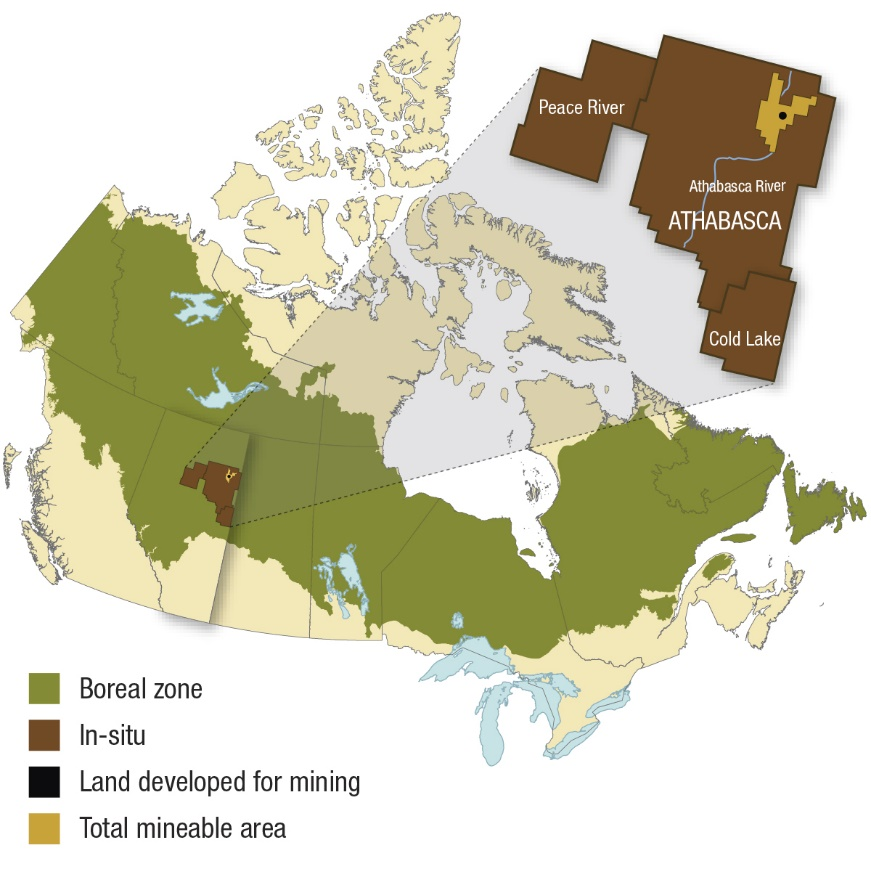 Peace River
Athabasca River
ATHABASCA
Cold Lake
Boreal zone
In-situ
Land developed for mining
Total mineable area